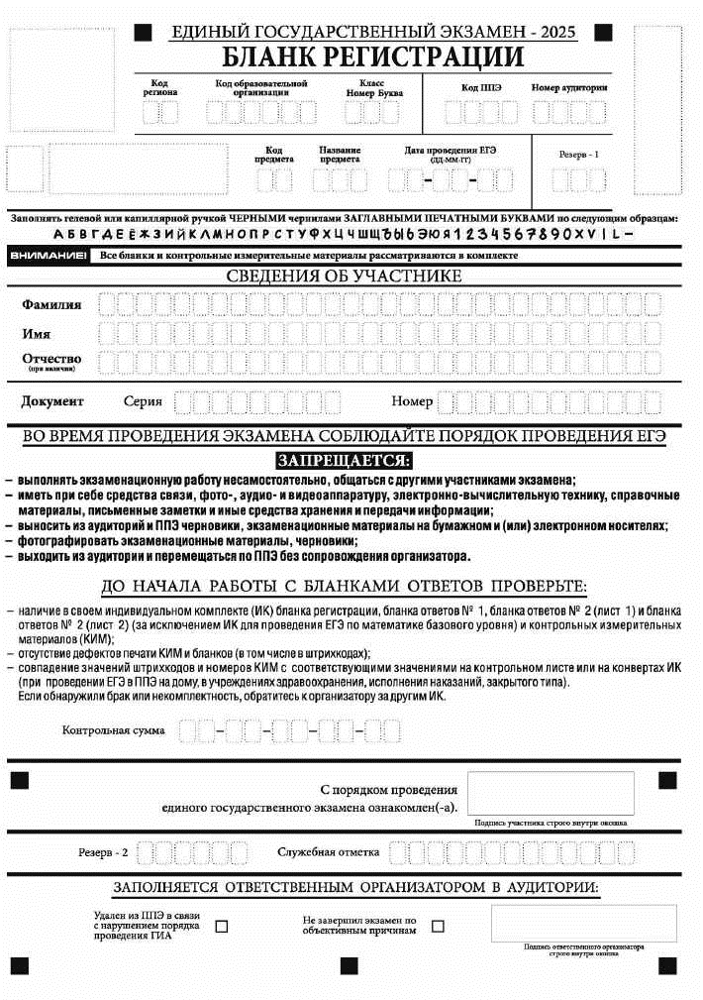 ЕДИНЫЙ ГОСУДАРСТВЕННЫЙ ЭКЗАМЕН - 2025
БЛАНК РЕГИСТРАЦИИ
Код региона
Код образовательной организации
Класс Номер Буква
Код ППЭ
Номер аудитории
Код предмета
Название предмета
Дата проведения ЕГЭ (ДД-ММ-ГГ)
Резерв - 1
Заполнять гелевой или капиллярной ручкой ЧЕРНЫМИ чернилами ЗАГЛАВНЫМИ ПЕЧАТНЫМИ БУКВАМИ по следующим образцам:
АБВГДЕЁЖЗИЙКЛМНОПРСТУФХЦЧШЩЪЫЬЭЮЯ1234567890XVIL-
ВНИМАНИЕ! Все бланки и контрольные измерительные материалы рассматриваются в комплекте
СВЕДЕНИЯ ОБ УЧАСТНИКЕ
Фамилия
Имя
Отчество
(при наличии)
Документ Серия Номер
ВО ВРЕМЯ ПРОВЕДЕНИЯ ЭКЗАМЕНА СОБЛЮДАЙТЕ ПОРЯДОК ПРОВЕДЕНИЯ ЕГЭ
ЗАПРЕЩАЕТСЯ:
– выполнять экзаменационную работу несамостоятельно, общаться с другими участниками экзамена;
– иметь при себе средства связи, фото-, аудио- и видеоаппаратуру, электронно-вычислительную технику, справочные
материалы, письменные заметки и иные средства хранения и передачи информации;
– выносить из аудиторий и ППЭ черновики, экзаменационные материалы на бумажном и (или) электронном носителях;
– фотографировать экзаменационные материалы, черновики;
– выходить из аудитории и перемещаться по ППЭ без сопровождения организатора.
ДО НАЧАЛА РАБОТЫ С БЛАНКАМИ ОТВЕТОВ ПРОВЕРЬТЕ:
– наличие в своем индивидуальном комплекте (ИК) бланка регистрации, бланка ответов № 1, бланка ответов № 2 (лист 1) и бланка
ответов № 2 (лист 2) (за исключением ИК для проведения ЕГЭ по математике базового уровня) и контрольных измерительных
материалов (КИМ);
– отсутствие дефектов печати КИМ и бланков (в том числе в штрихкодах);
– совпадение значений штрихкодов и номеров КИМ с соответствующими значениями на контрольном листе или на конвертах ИК
(при проведении ЕГЭ в ППЭ на дому, в учреждениях здравоохранения, исполнения наказаний, закрытого типа).
Если обнаружили брак или некомплектность, обратитесь к организатору за другим ИК.
Контрольная сумма
С порядком проведения
единого государственного экзамена ознакомлен(-а).
Подпись участника строго внутри окошка
Резерв - 2 Служебная отметка
ЗАПОЛНЯЕТСЯ ОТВЕТСТВЕННЫМ ОРГАНИЗАТОРОМ В АУДИТОРИИ:
Удален из ППЭ в связи
с нарушением порядка
проведения ГИА
Не завершил экзамен по
объективным причинам
Подпись ответственного организатора
строго внутри окошка